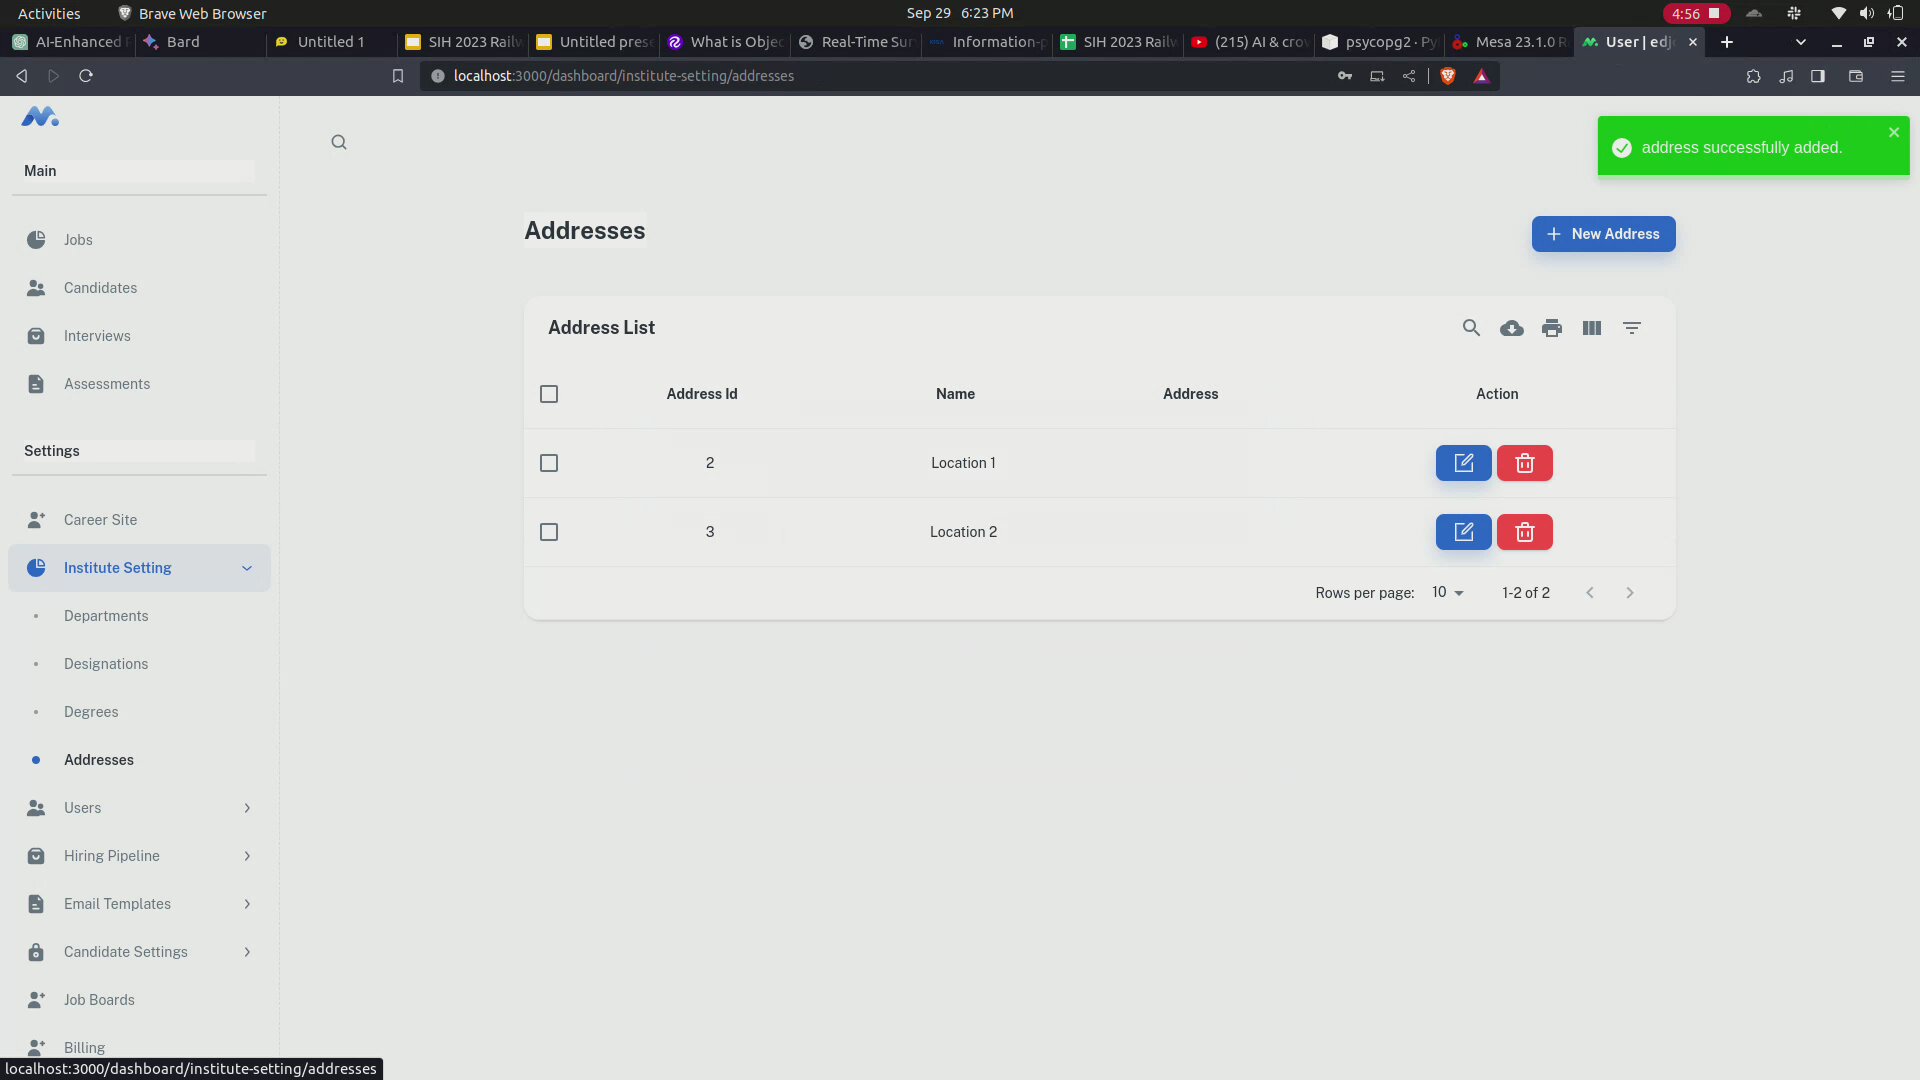 Activities
Brave Web Browser
Sep 29 6:23 PM
4:56
AI-Enhanced
Bard
Untitled 1
SIH 2023 Railw
Untitled prese
What is Objec
Real-Time Sur
Information-p
SIH 2023 Railw
(215) AI & crow
psycopg2 · Py
Mesa 23.1.0 R
User | edj
localhost:3000/dashboard/institute-setting/addresses
Main
Jobs
Candidates
Interviews
Assessments
Settings
Career Site
Institute Setting
Departments
Designations
Degrees
Addresses
Users
Hiring Pipeline
Email Templates
Candidate Settings
Job Boards
Billing
localhost:3000/dashboard/institute-setting/addresses
address successfully added.
Addresses
New Address
Address List
Address Id Name Address Action
2 Location 1
3 Location 2
Rows per page: 10 1-2 of 2